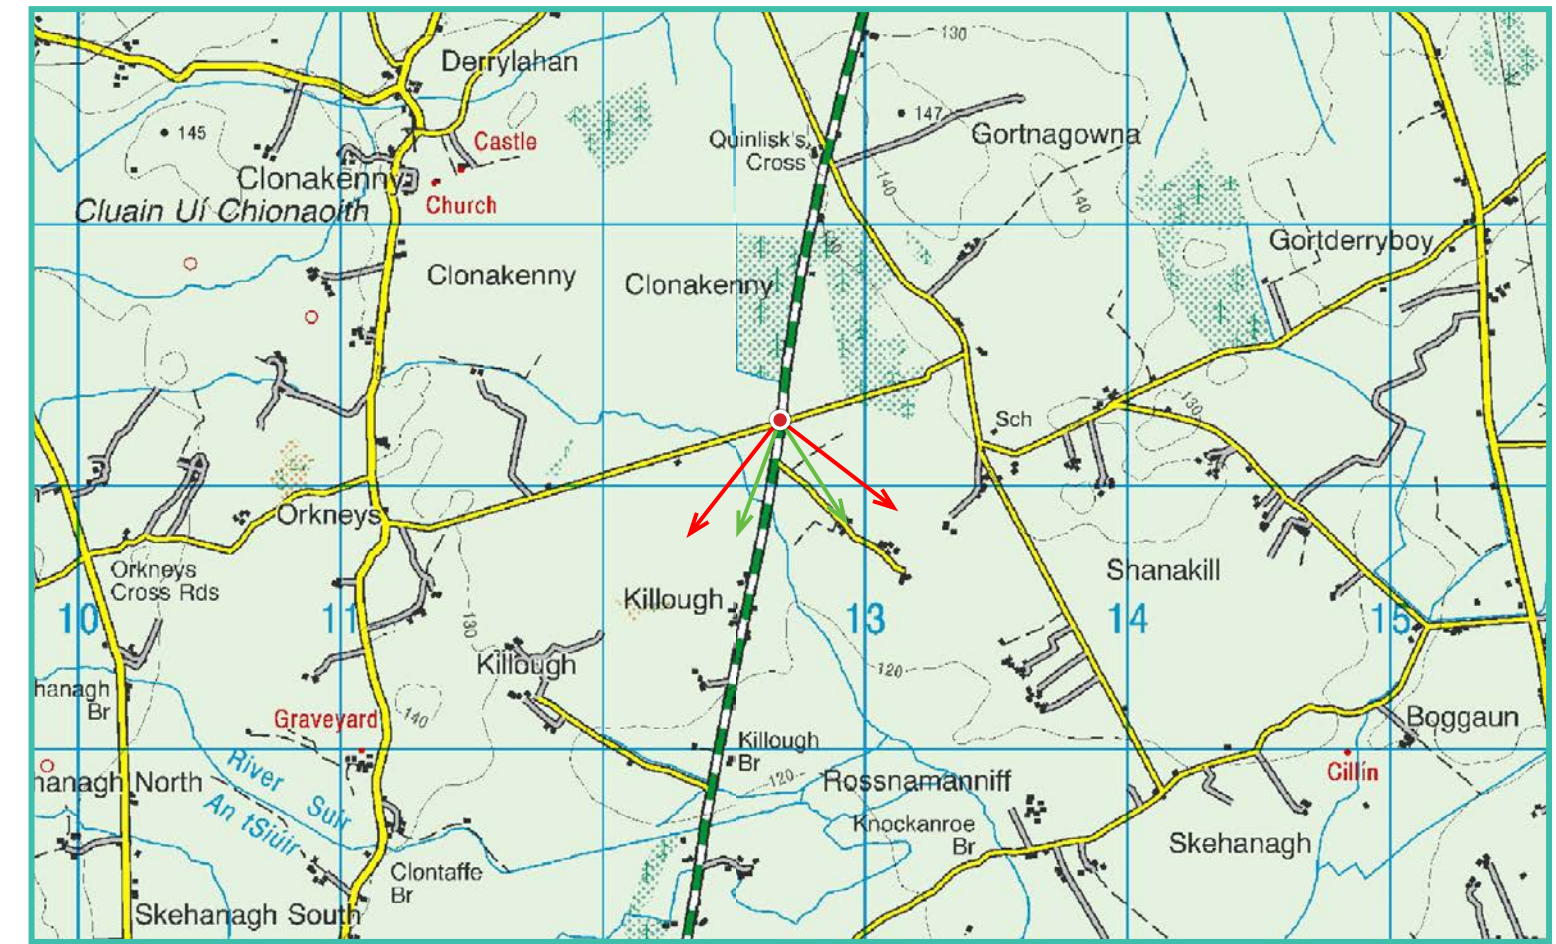 130
Derrylahan
147
145
Castle
Quinlisk's
Cross
Gortnagowna
Clonakenny
Cluain Uí Chionaoith
Church
140
140
Gortderryboy
Clonakenny
Clonakenny
130
Sch
Orkneys
Orkneys
Cross Rds
Shanakill
10
11
13
14
15
130
Killough
Killough
120
hanagh
Br
Graveyard
140
Boggaun
Killough
Br
River Suir
An tSiúir
hanagh North
120
Rossnamanniff
Cillín
Knockanroe
Br
Skehanagh
Clontaffe
Br
Skehanagh South